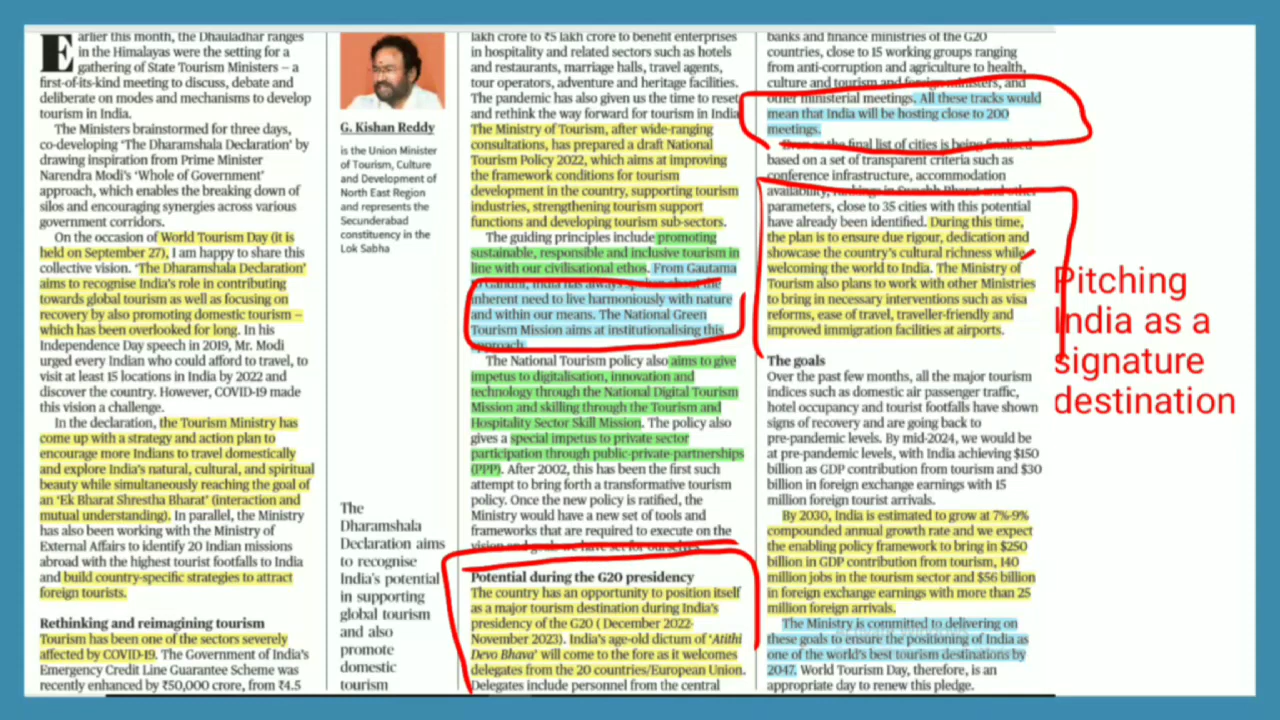 Earlier this month, the Dhauladhar ranges
in the Himalayas were the setting for a
gathering of State Tourism Ministers — a
first-of-its-kind meeting to discuss, debate and
deliberate on modes and mechanisms to develop
tourism in India.
The Ministers brainstormed for three days,
co-developing 'The Dharamshala Declaration' by
drawing inspiration from Prime Minister
Narendra Modi's 'Whole of Government'
approach, which enables the breaking down of
silos and encouraging synergies across various
government corridors.
On the occasion of World Tourism Day (it is
held on September 27), I am happy to share this
collective vision. 'The Dharamshala Declaration'
aims to recognise India's role in contributing
towards global tourism as well as focusing on
recovery by also promoting domestic tourism —
which has been overlooked for long. In his
Independence Day speech in 2019, Mr. Modi
urged every Indian who could afford to travel, to
visit at least 15 locations in India by 2022 and
discover the country. However, COVID-19 made
this vision a challenge.
In the declaration, the Tourism Ministry has
come up with a strategy and action plan to
encourage more Indians to travel domestically
and explore India's natural, cultural, and spiritual
beauty while simultaneously reaching the goal of
an 'Ek Bharat Shrestha Bharat' (interaction and
mutual understanding). In parallel, the Ministry
has also been working with the Ministry of
External Affairs to identify 20 Indian missions
abroad with the highest tourist footfalls to India
and build country-specific strategies to attract
foreign tourists.
Rethinking and reimagining tourism
Tourism has been one of the sectors severely
affected by COVID-19. The Government of India's
Emergency Credit Line Guarantee Scheme was
recently enhanced by ₹50,000 crore, from ₹4.5
G. Kishan Reddy
is the Union Minister
of Tourism, Culture
and Development of
North East Region
and represents the
Secunderabad
constituency in the
Lok Sabha
The
Dharamshala
Declaration aims
to recognise
India's potential
in supporting
global tourism
and also
promote
domestic
tourism
lakh crore to ₹5 lakh crore to benefit enterprises
in hospitality and related sectors such as hotels
and restaurants, marriage halls, travel agents,
tour operators, adventure and heritage facilities.
The pandemic has also given us the time to reset
and rethink the way forward for tourism in India
The Ministry of Tourism, after wide-ranging
consultations, has prepared a draft National
Tourism Policy 2022, which aims at improving
the framework conditions for tourism
development in the country, supporting tourism
industries, strengthening tourism support
functions and developing tourism sub-sectors.
The guiding principles include promoting
sustainable, responsible and inclusive tourism in
line with our civilisational ethos. From Gautama
to Gandhi, India has always spoken about the
inherent need to live harmoniously with nature
and within our means. The National Green
Tourism Mission aims at institutionalising this
approach.
The National Tourism policy also aims to give
impetus to digitalisation, innovation and
technology through the National Digital Tourism
Mission and skilling through the Tourism and
Hospitality Sector Skill Mission. The policy also
gives a special impetus to private sector
participation through public-private-partnerships
(PPP). After 2002, this has been the first such
attempt to bring forth a transformative tourism
policy. Once the new policy is ratified, the
Ministry would have a new set of tools and
frameworks that are required to execute on the
vision and goals we have set for ourselves.
Potential during the G20 presidency
The country has an opportunity to position itself
as a major tourism destination during India's
presidency of the G20 ( December 2022-
November 2023). India's age-old dictum of 'Atithi
Devo Bhava' will come to the fore as it welcomes
delegates from the 20 countries/European Union.
Delegates include personnel from the central
banks and finance ministries of the G20
countries, close to 15 working groups ranging
from anti-corruption and agriculture to health,
culture and tourism and foreign ministers, and
other ministerial meetings. All these tracks would
mean that India will be hosting close to 200
meetings.
Even as the final list of cities is being finalised
based on a set of transparent criteria such as
conference infrastructure, accommodation
availability, rankings in Swachh Bharat and other
parameters, close to 35 cities with this potential
have already been identified. During this time,
the plan is to ensure due rigour, dedication and
showcase the country's cultural richness while
welcoming the world to India. The Ministry of
Tourism also plans to work with other Ministries
to bring in necessary interventions such as visa
reforms, ease of travel, traveller-friendly and
improved immigration facilities at airports.
The goals
Over the past few months, all the major tourism
indices such as domestic air passenger traffic,
hotel occupancy and tourist footfalls have shown
signs of recovery and are going back to
pre-pandemic levels. By mid-2024, we would be
at pre-pandemic levels, with India achieving $150
billion as GDP contribution from tourism and $30
billion in foreign exchange earnings with 15
million foreign tourist arrivals.
By 2030, India is estimated to grow at 7%-9%
compounded annual growth rate and we expect
the enabling policy framework to bring in $250
billion in GDP contribution from tourism, 140
million jobs in the tourism sector and $56 billion
in foreign exchange earnings with more than 25
million foreign arrivals.
The Ministry is committed to delivering on
these goals to ensure the positioning of India as
one of the world's best tourism destinations by
2047. World Tourism Day, therefore, is an
appropriate day to renew this pledge.
Pitching
India as a
signature
destination